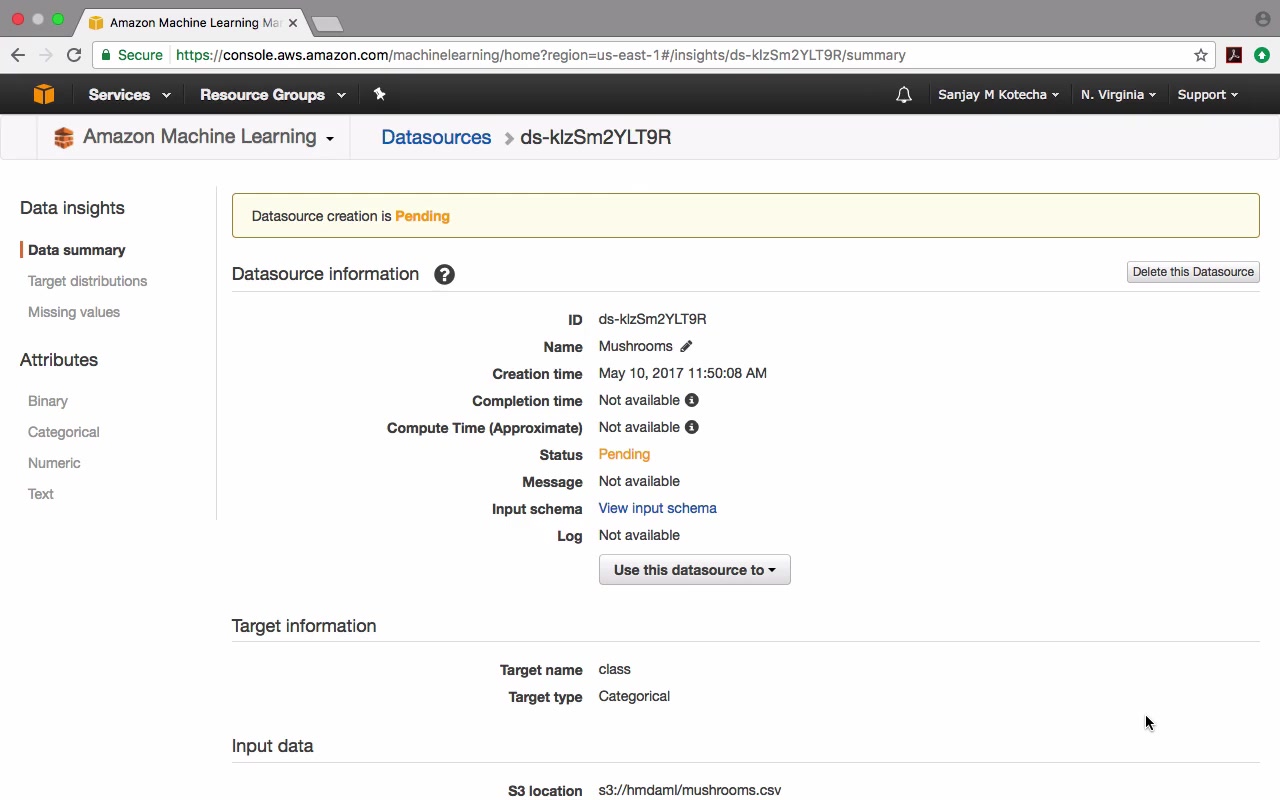 Amazon Machine Learning Ma
Secure https://console.aws.amazon.com/machinelearning/home?region=us-east-1#/insights/ds-klzSm2YLT9R/summary
Services Resource Groups Sanjay M Kotecha N. Virginia Support
Amazon Machine Learning Datasources ds-klzSm2YLT9R
Data insights
Data summary
Target distributions
Missing values
Attributes
Binary
Categorical
Numeric
Text
Datasource creation is Pending
Datasource information ? Delete this Datasource
ID ds-klzSm2YLT9R
Name Mushrooms
Creation time May 10, 2017 11:50:08 AM
Completion time Not available
Compute Time (Approximate) Not available
Status Pending
Message Not available
Input schema View input schema
Log Not available
Use this datasource to
Target information
Target name class
Target type Categorical
Input data
S3 location s3://hmdaml/mushrooms.csv